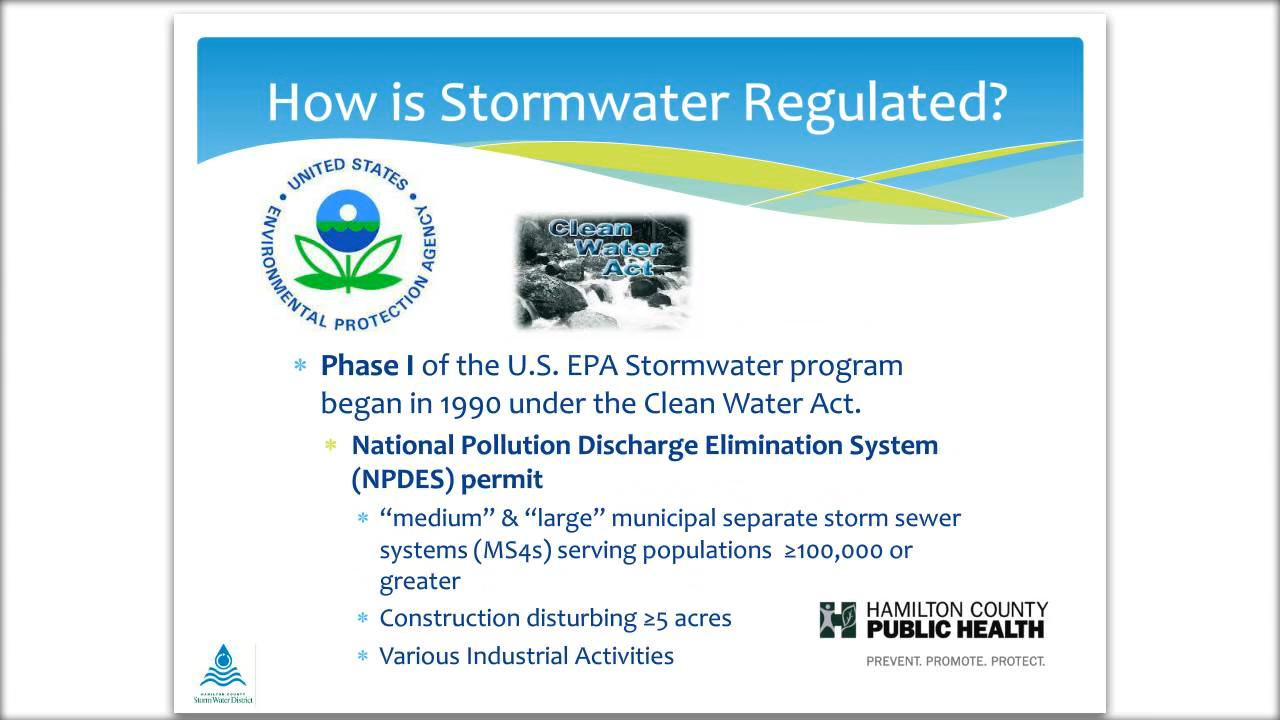 How is Stormwater Regulated?
UNITED STATES
ENVIRONMENTAL PROTECTION AGENCY
Clean
Water
Act
Phase I of the U.S. EPA Stormwater program
began in 1990 under the Clean Water Act.
National Pollution Discharge Elimination System
(NPDES) permit
“medium” & “large” municipal separate storm sewer
systems (MS4s) serving populations ≥100,000 or
greater
Construction disturbing ≥5 acres
Various Industrial Activities
HAMILTON COUNTY
PUBLIC HEALTH
PREVENT. PROMOTE. PROTECT.
HAMILTON COUNTY
Storm Water District